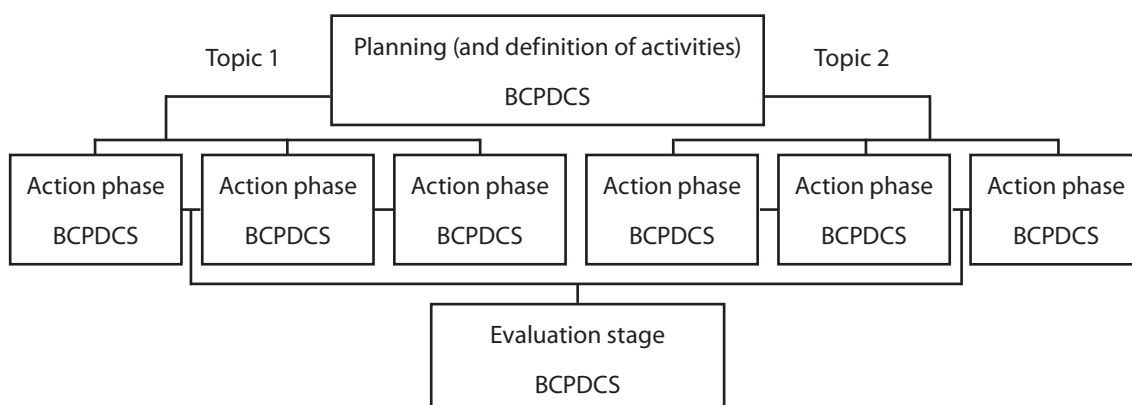 Topic 1
Planning (and definition of activities)
BCPDCS
Topic 2
Action phase
BCPDCS
Action phase
BCPDCS
Action phase
BCPDCS
Action phase
BCPDCS
Action phase
BCPDCS
Action phase
BCPDCS
Evaluation stage
BCPDCS